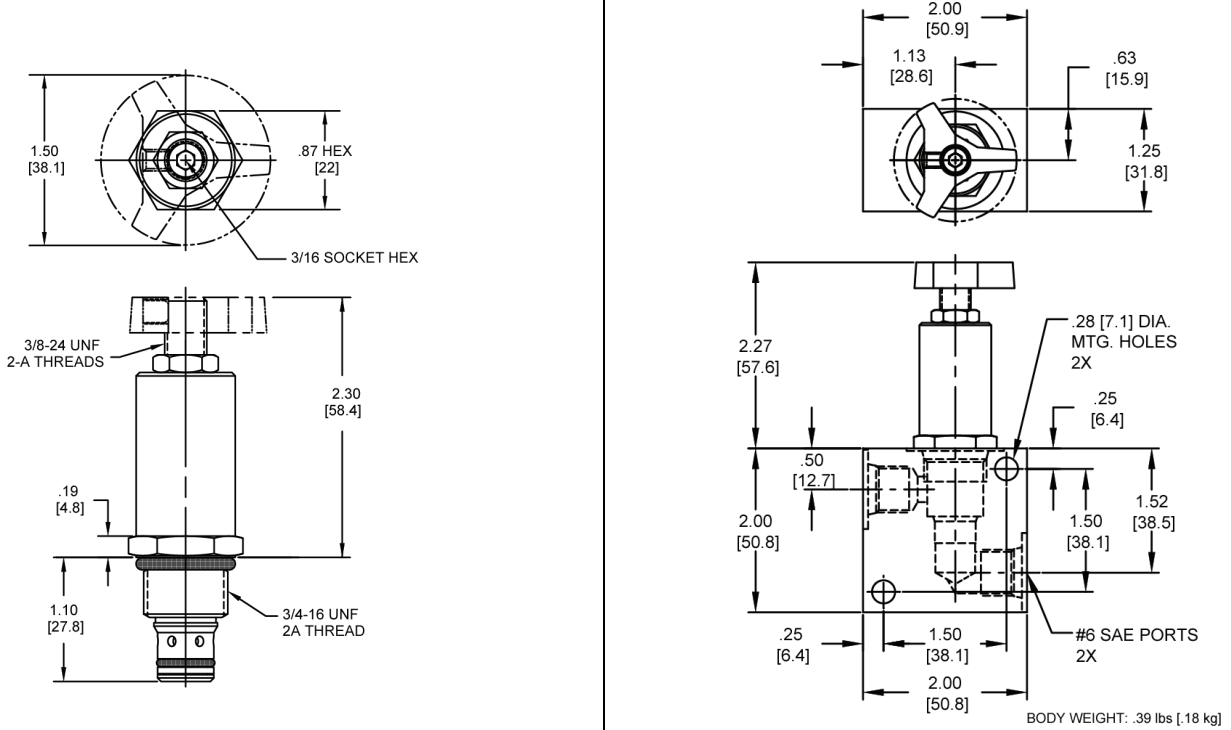 1.50
[38.1]
.87 HEX
[22]
3/16 SOCKET HEX
3/8-24 UNF
2-A THREADS
2.30
[58.4]
.19
[4.8]
1.10
[27.8]
3/4-16 UNF
2A THREAD
2.00
[50.9]
1.13
[28.6]
.63
[15.9]
1.25
[31.8]
.28 [7.1] DIA.
MTG. HOLES
2X
2.27
[57.6]
.25
[6.4]
.50
[12.7]
2.00
[50.8]
1.52
[38.5]
1.50
[38.1]
.25
[6.4]
1.50
[38.1]
#6 SAE PORTS
2X
2.00
[50.8]
BODY WEIGHT: .39 lbs [.18 kg]